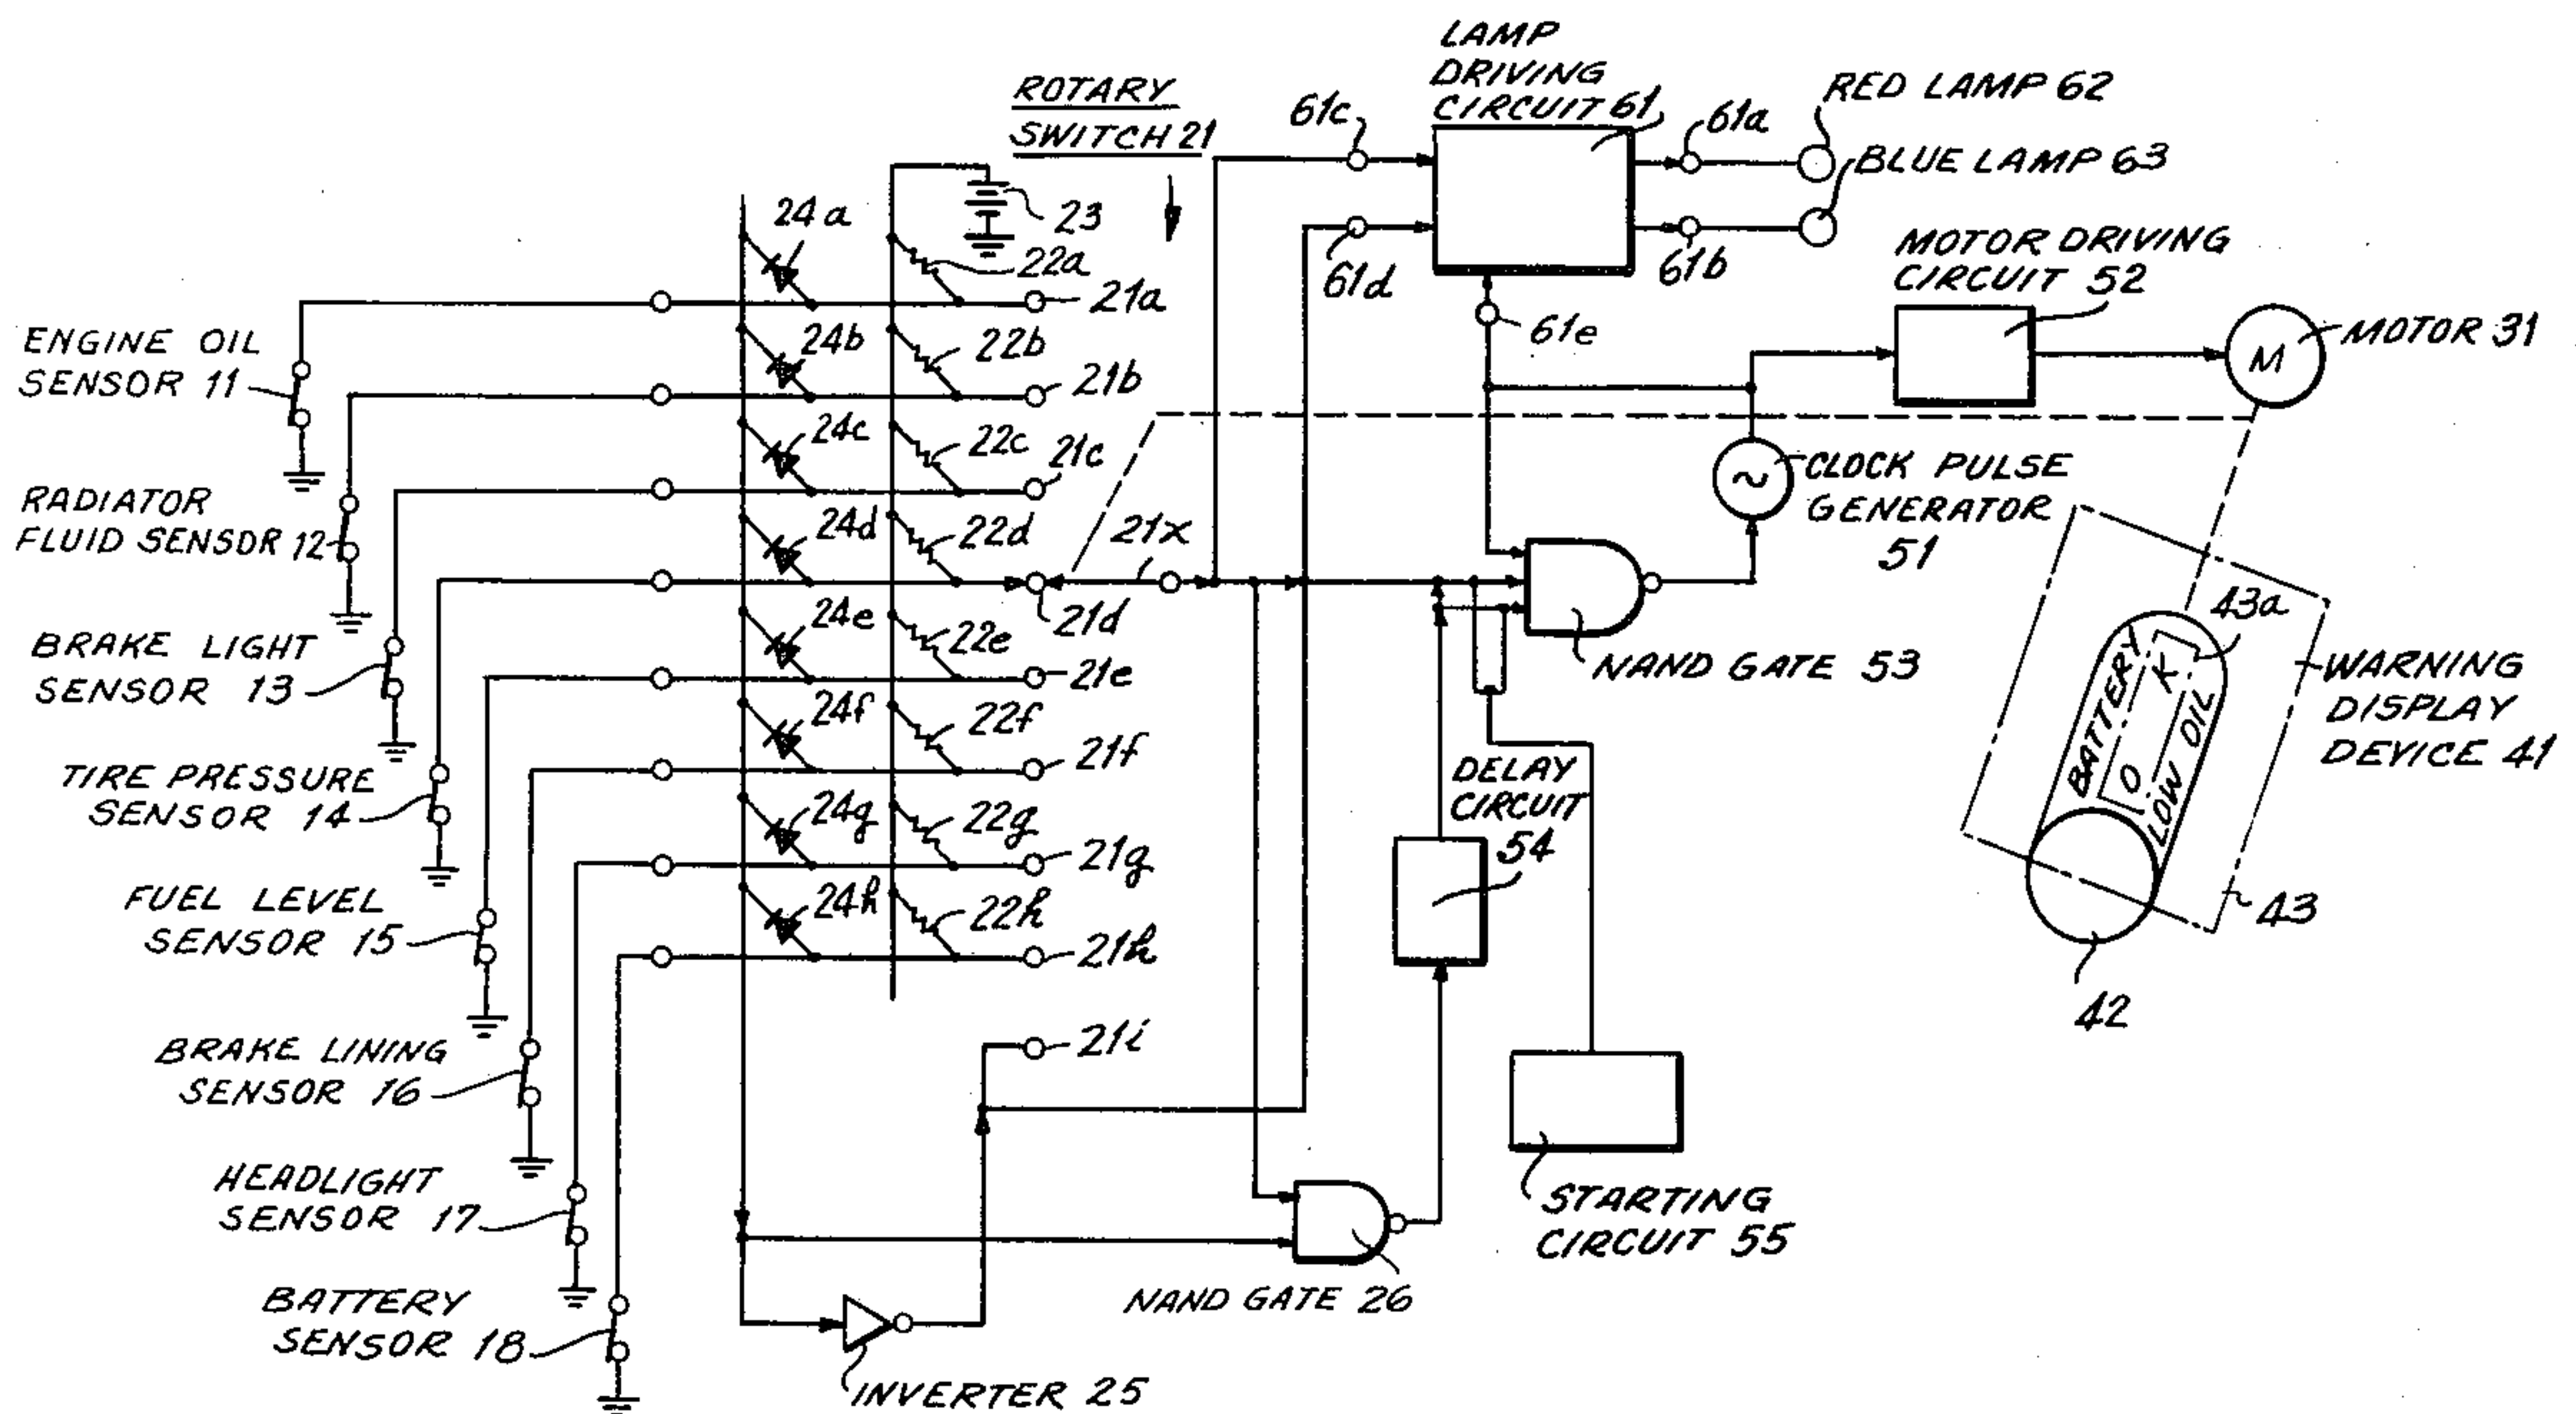 LAMP
DRIVING
CIRCUIT 61
ROTARY
SWITCH 21
61c
61a
RED LAMP 62
BLUE LAMP 63
61d
61b
61e
23
24a
22a
21a
24b
22b
21b
24c
22c
21c
24d
22d
21d
21x
24e
22e
21e
24f
22f
21f
24g
22g
21g
24h
22h
21h
21i
ENGINE OIL
SENSOR 11
RADIATOR
FLUID SENSOR 12
BRAKE LIGHT
SENSOR 13
TIRE PRESSURE
SENSOR 14
FUEL LEVEL
SENSOR 15
BRAKE LINING
SENSOR 16
HEADLIGHT
SENSOR 17
BATTERY
SENSOR 18
INVERTER 25
NAND GATE 26
MOTOR DRIVING
CIRCUIT 52
M
MOTOR 31
~
CLOCK PULSE
GENERATOR
51
NAND GATE 53
DELAY
CIRCUIT
54
STARTING
CIRCUIT 55
43a
BATTERY
OK
LOW OIL
WARNING
DISPLAY
DEVICE 41
43
42